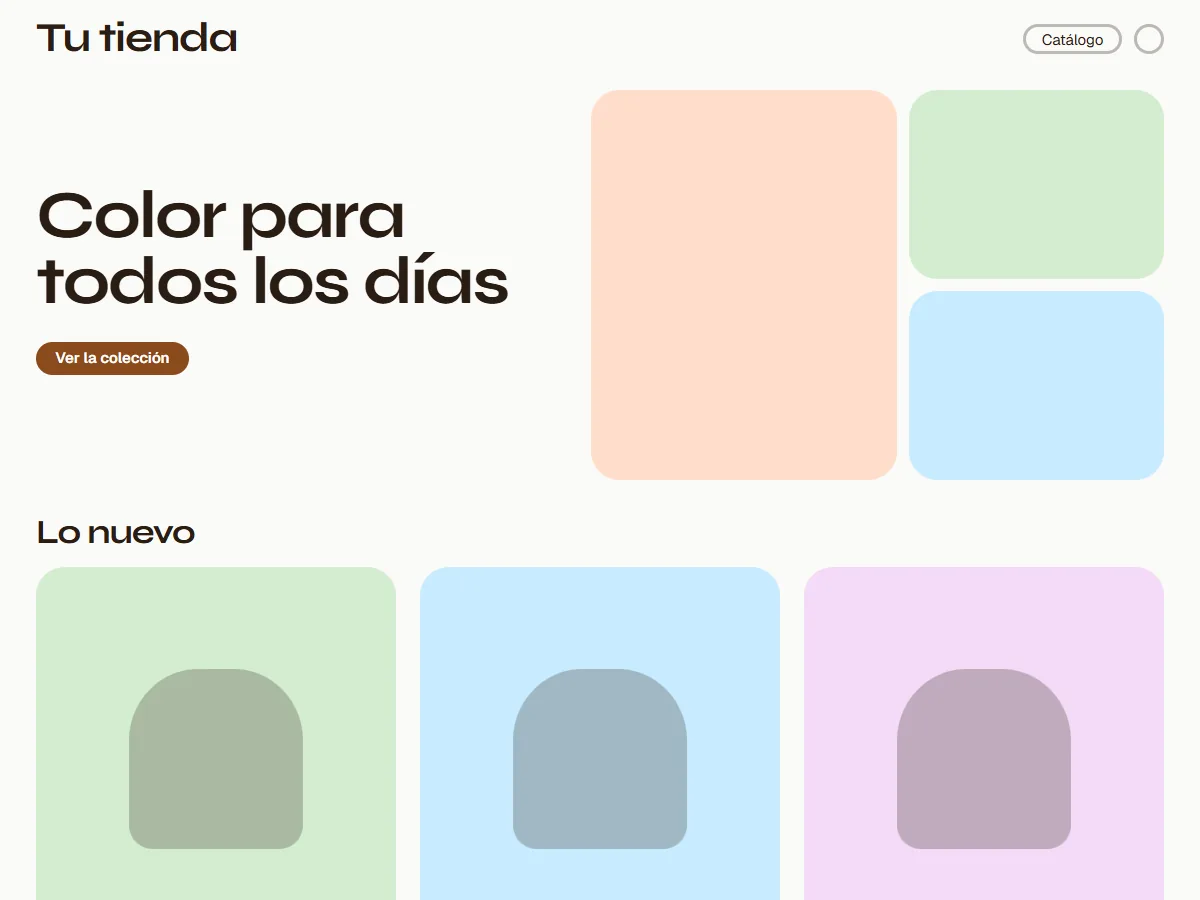 Tu tienda
Catálogo
Color para
todos los días
Ver la colección
Lo nuevo